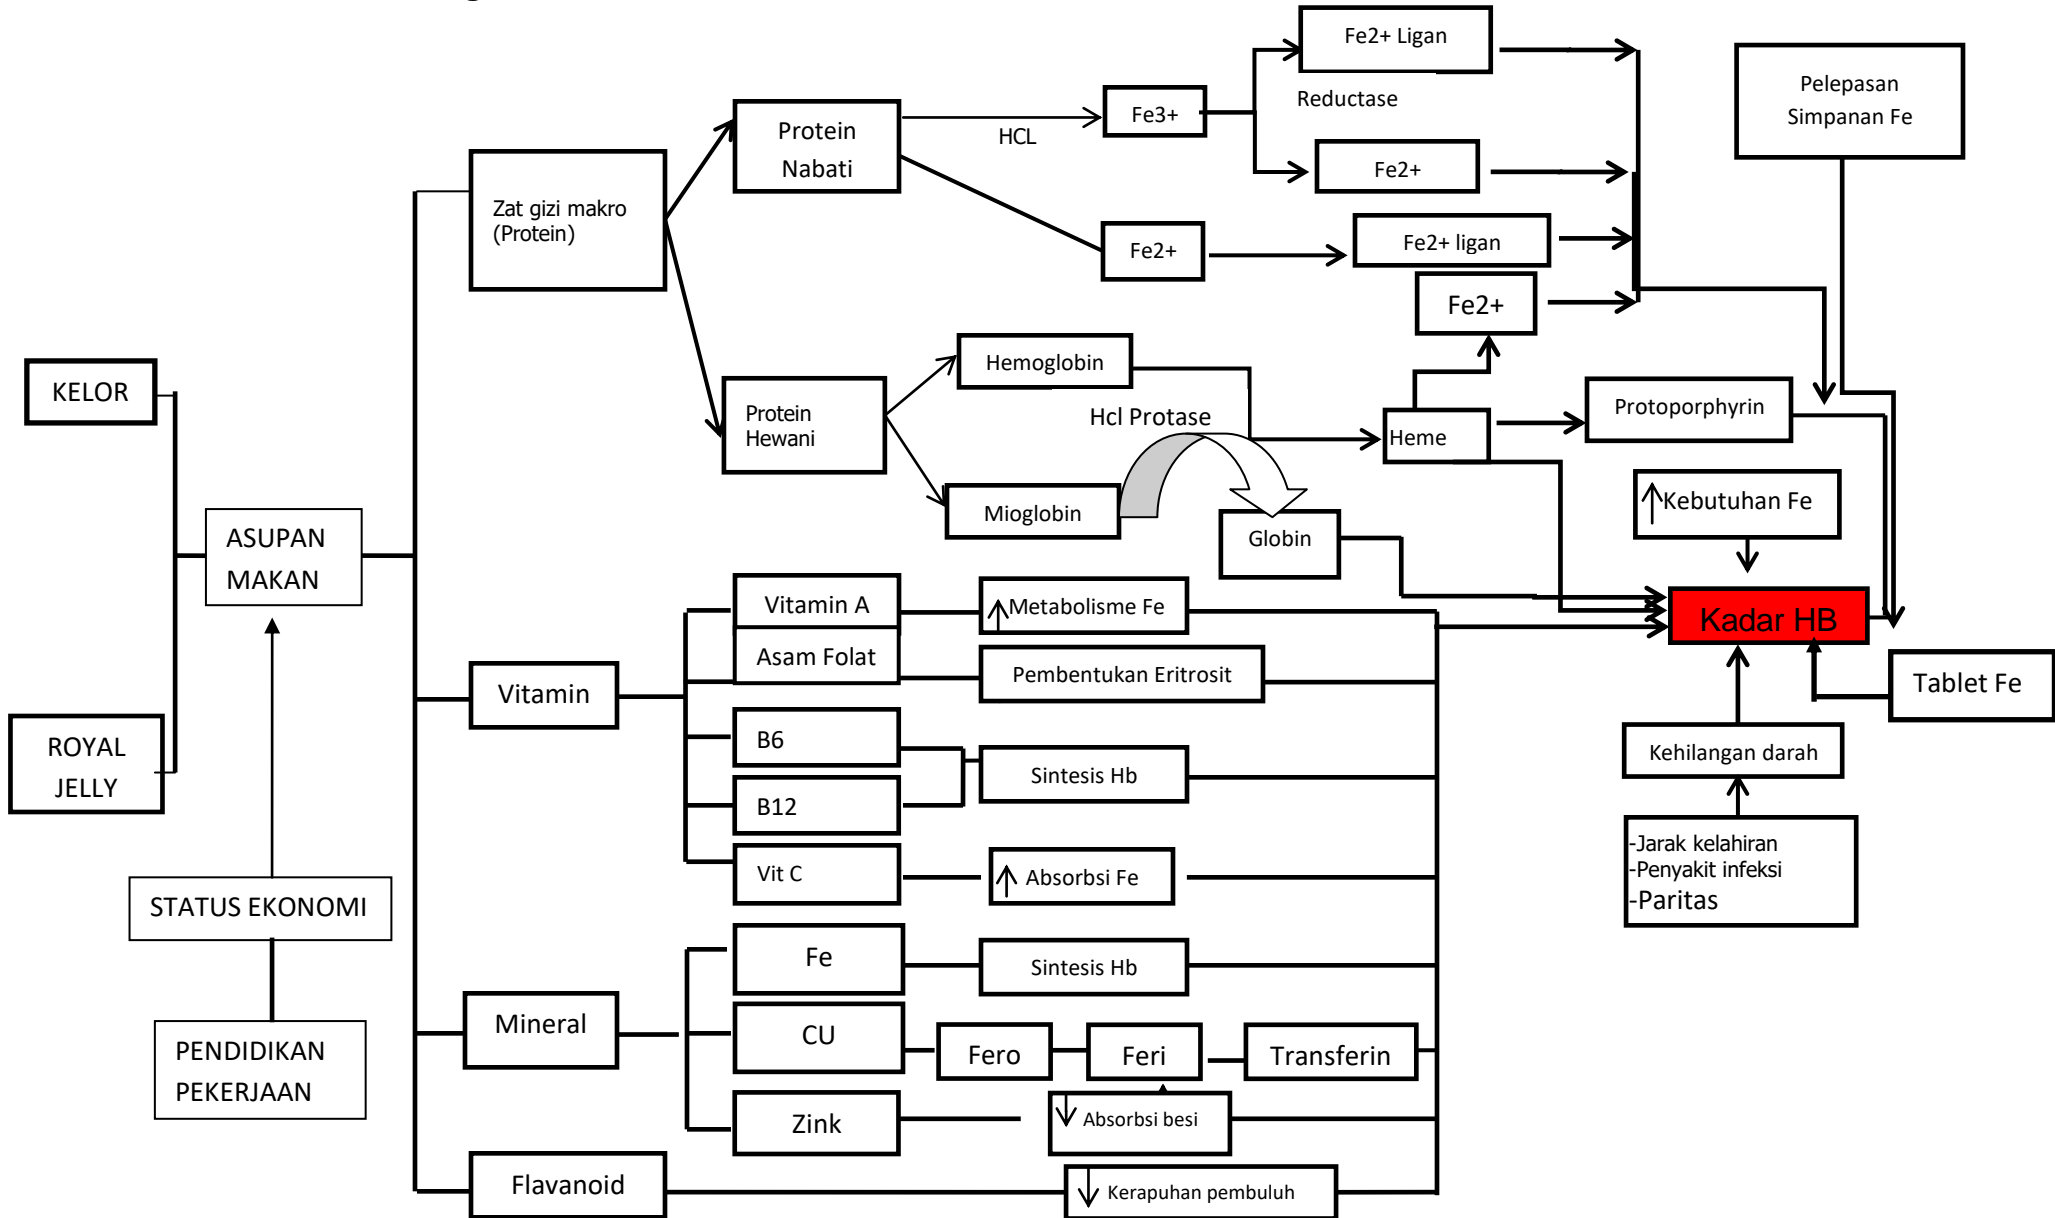 Fe2+ Ligan
Reductase
Pelepasan
Simpanan Fe
Protein
Nabati
HCL
Fe3+
Fe2+
Zat gizi makro
(Protein)
Fe2+
Fe2+ ligan
Fe2+
KELOR
Hemoglobin
Protein
Hewani
Hcl Protase
Heme
Protoporphyrin
Mioglobin
Globin
↑Kebutuhan Fe
ASUPAN
MAKAN
Vitamin A
↑Metabolisme Fe
Kadar HB
Asam Folat
Pembentukan Eritrosit
Vitamin
Tablet Fe
ROYAL
JELLY
B6
Sintesis Hb
B12
Kehilangan darah
Vit C
↑ Absorbsi Fe
-Jarak kelahiran
-Penyakit infeksi
-Paritas
STATUS EKONOMI
Fe
Sintesis Hb
Mineral
CU
Fero
Feri
Transferin
PENDIDIKAN
PEKERJAAN
Zink
↓ Absorbsi besi
Flavanoid
↓ Kerapuhan pembuluh